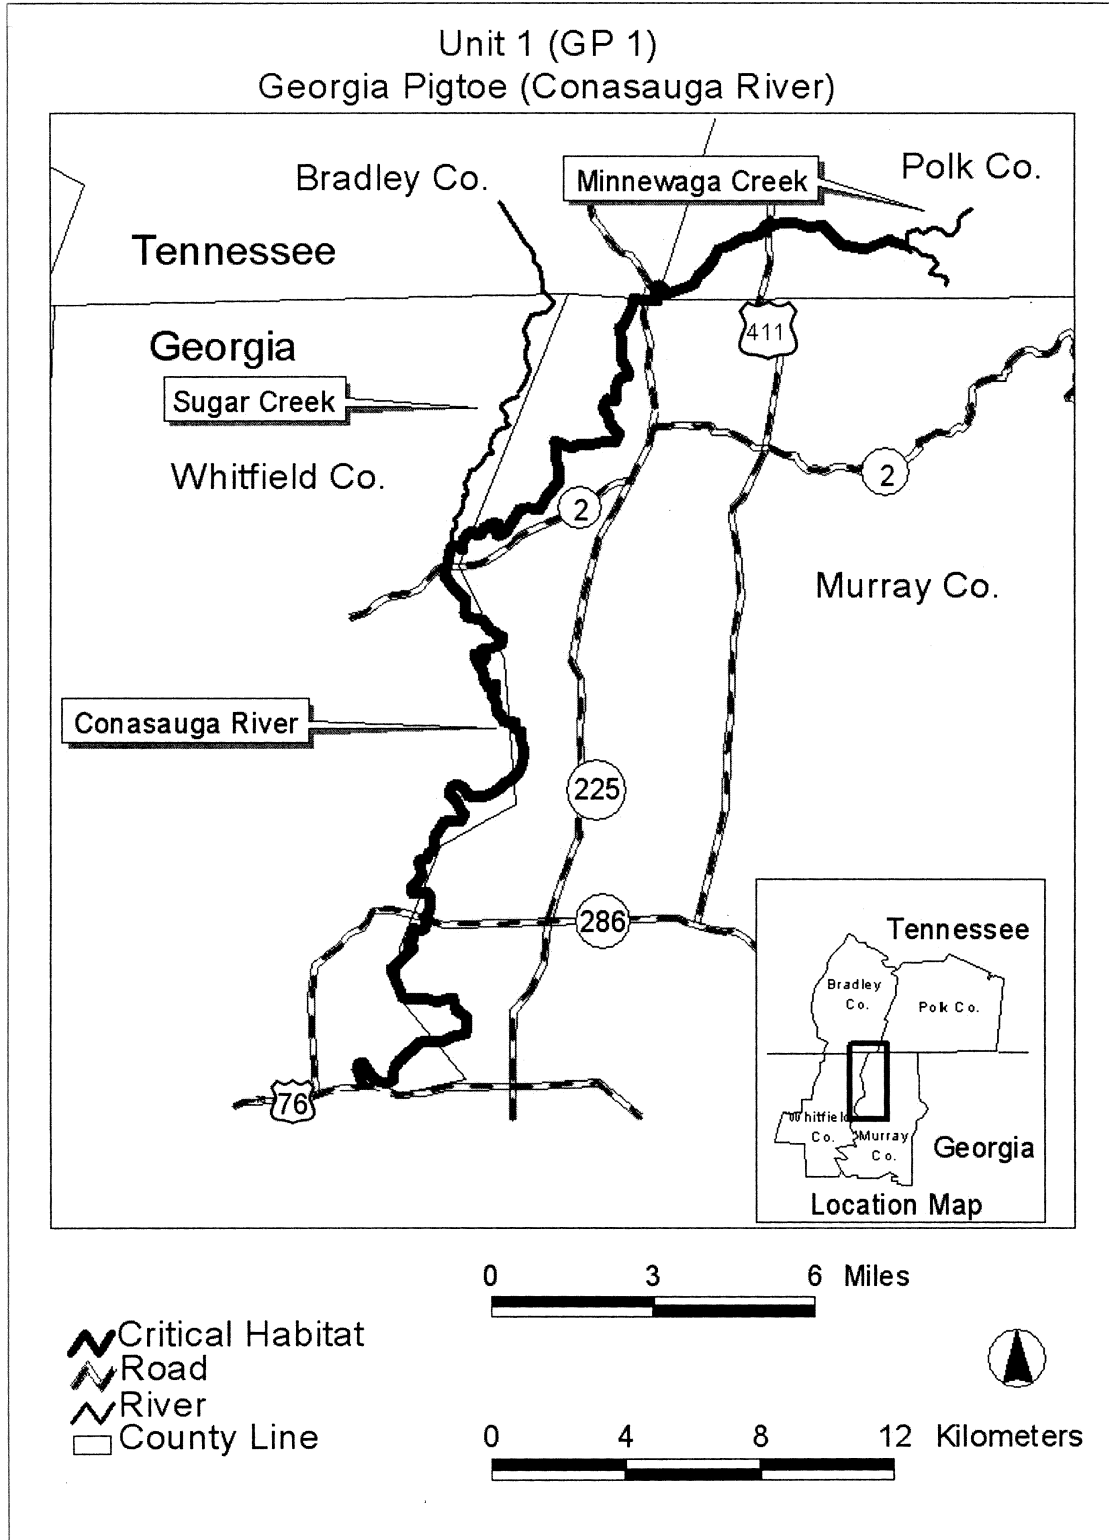 Unit 1 (GP 1)
Georgia Pigtoe (Conasauga River)
Bradley Co.
Minnewaga Creek
Polk Co.
Tennessee
Georgia
411
Sugar Creek
Whitfield Co.
2
2
Murray Co.
Conasauga River
225
286
76
Tennessee
Bradley
Co.
Polk Co.
Whitfield
Co.
Murray
Co.
Georgia
Location Map
0 3 6 Miles
Critical Habitat
Road
River
County Line
0 4 8 12 Kilometers